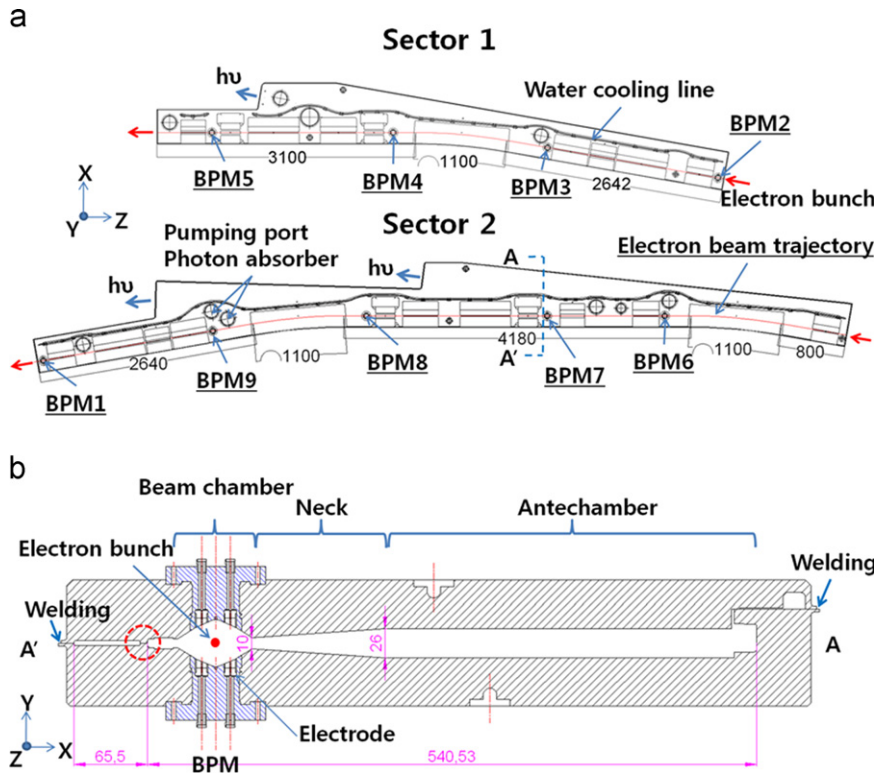 a
Sector 1
hυ
Water cooling line
BPM2
3100
1100
BPM5
BPM4
BPM3
2642
Electron bunch
X
Y
Z
Sector 2
Pumping port
Photon absorber
hυ
A
Electron beam trajectory
hυ
1100
4180
1100
800
2640
BPM8
A'
BPM7
BPM6
BPM9
BPM1
b
Beam chamber
Neck
Antechamber
Electron bunch
Welding
Welding
A'
10
26
A
Electrode
Y
Z
X
65,5
BPM
540,53